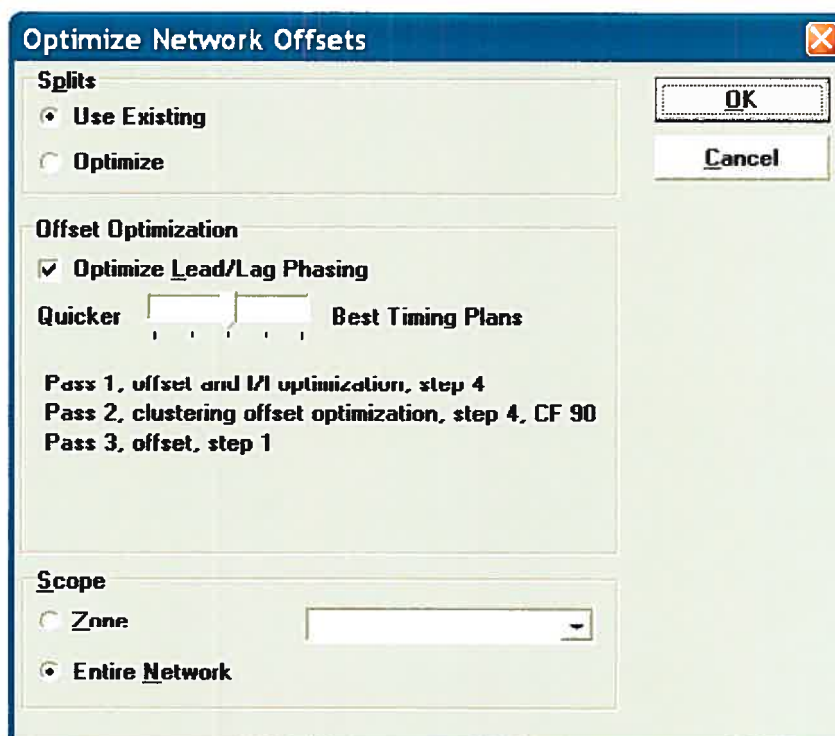 Optimize Network Offsets
Splits
Use Existing
Optimize
OK
Cancel
Offset Optimization
Optimize Lead/Lag Phasing
Quicker
Best Timing Plans
Pass 1, offset and l/l optimization, step 4
Pass 2, clustering offset optimization, step 4, CF 90
Pass 3, offset, step 1
Scope
Zone
Entire Network